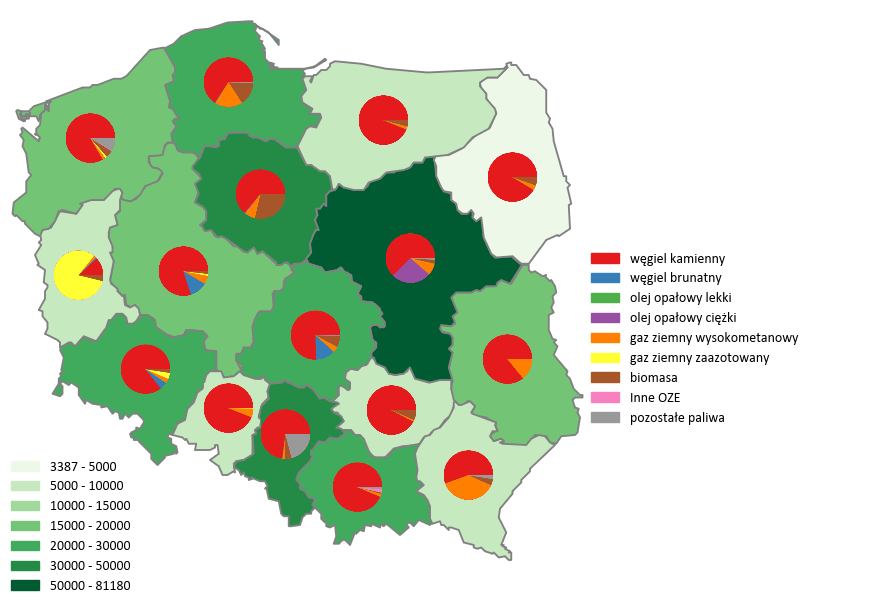 węgiel kamienny
węgiel brunatny
olej opałowy lekki
olej opałowy ciężki
gaz ziemny wysokometanowy
gaz ziemny zaazotowany
biomasa
Inne OZE
pozostałe paliwa
3387 - 5000
5000 - 10000
10000 - 15000
15000 - 20000
20000 - 30000
30000 - 50000
50000 - 81180